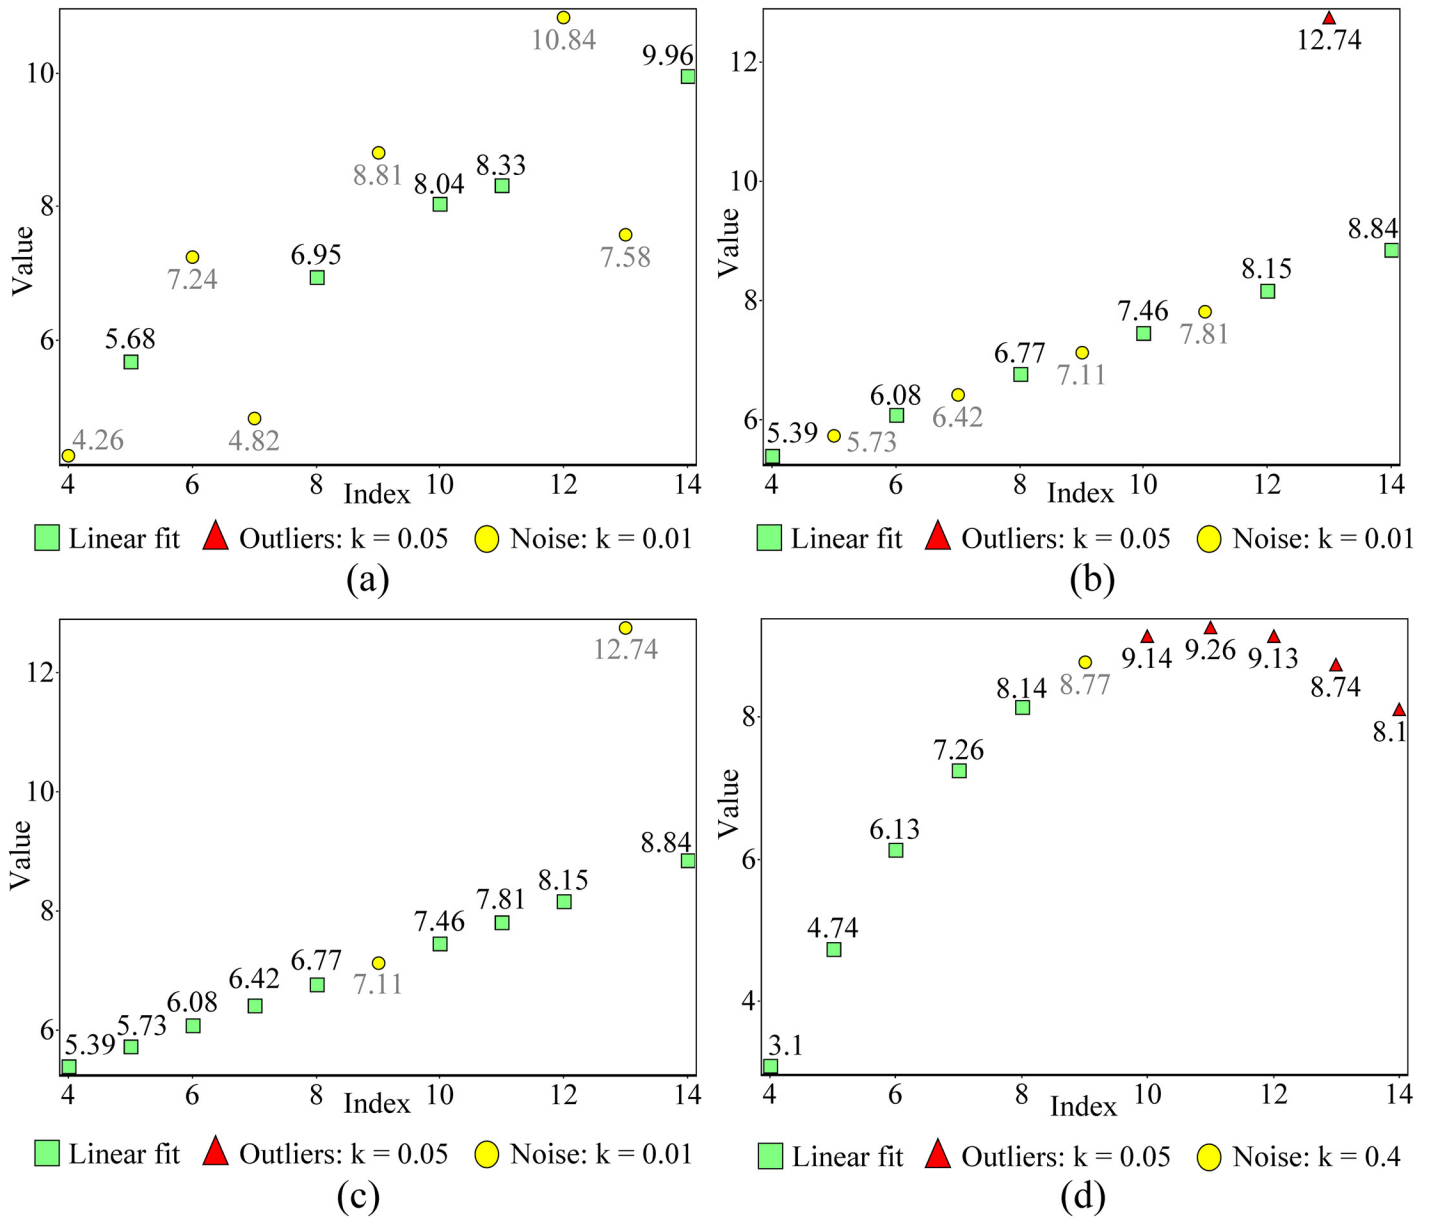 10.84
9.96
10
8.81
8.33
8.04
8
7.24
7.58
6.95
Value
6
5.68
4.26
4.82
4 6 8 10 12 14
Index
Linear fit Outliers: k = 0.05 Noise: k = 0.01
(a)
12.74
12
10
8.84
8.15
Value
8
7.46
7.81
6.77
7.11
6.08
6.42
6
5.39
5.73
4 6 8 10 12 14
Index
Linear fit Outliers: k = 0.05 Noise: k = 0.01
(b)
12.74
12
10
Value
8.84
8.15
8
7.81
7.46
6.77
7.11
6.42
6.08
6
5.73
5.39
4 6 8 10 12 14
Index
Linear fit Outliers: k = 0.05 Noise: k = 0.01
(c)
9.14
9.26
9.13
8.74
8.77
8.14
8.1
8
7.26
Value
6.13
6
4.74
4
3.1
4 6 8 10 12 14
Index
Linear fit Outliers: k = 0.05 Noise: k = 0.4
(d)